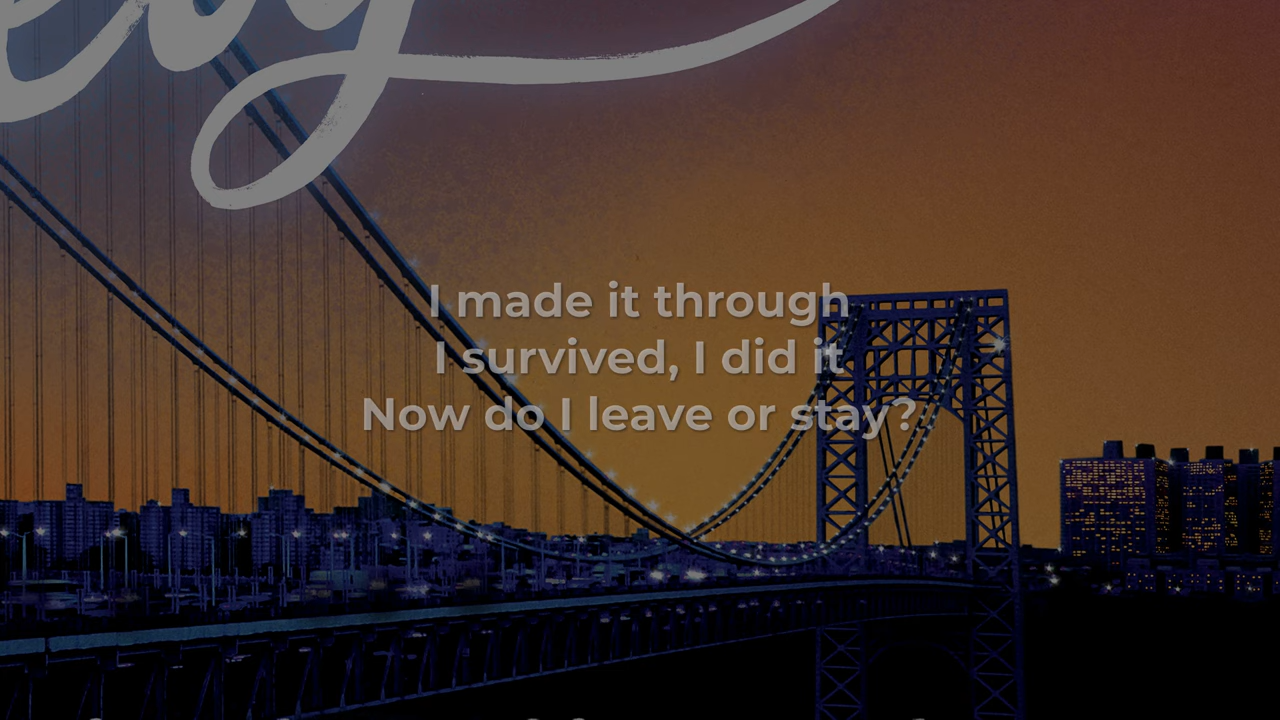 I made it through
I survived, I did it
Now do I leave or stay?